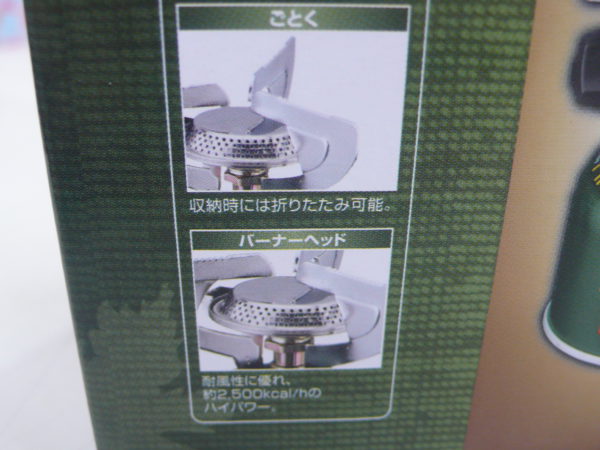 ごとく
収納時には折りたたみ可能。
バーナーヘッド
耐風性に優れ、
約2,500kcal/hの
ハイパワー。